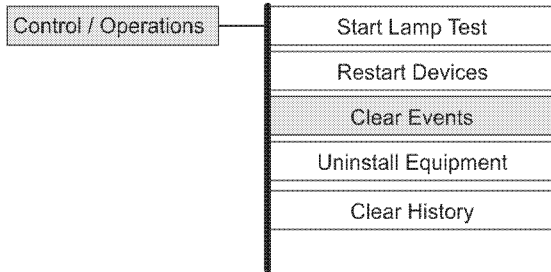 Control / Operations
Start Lamp Test
Restart Devices
Clear Events
Uninstall Equipment
Clear History